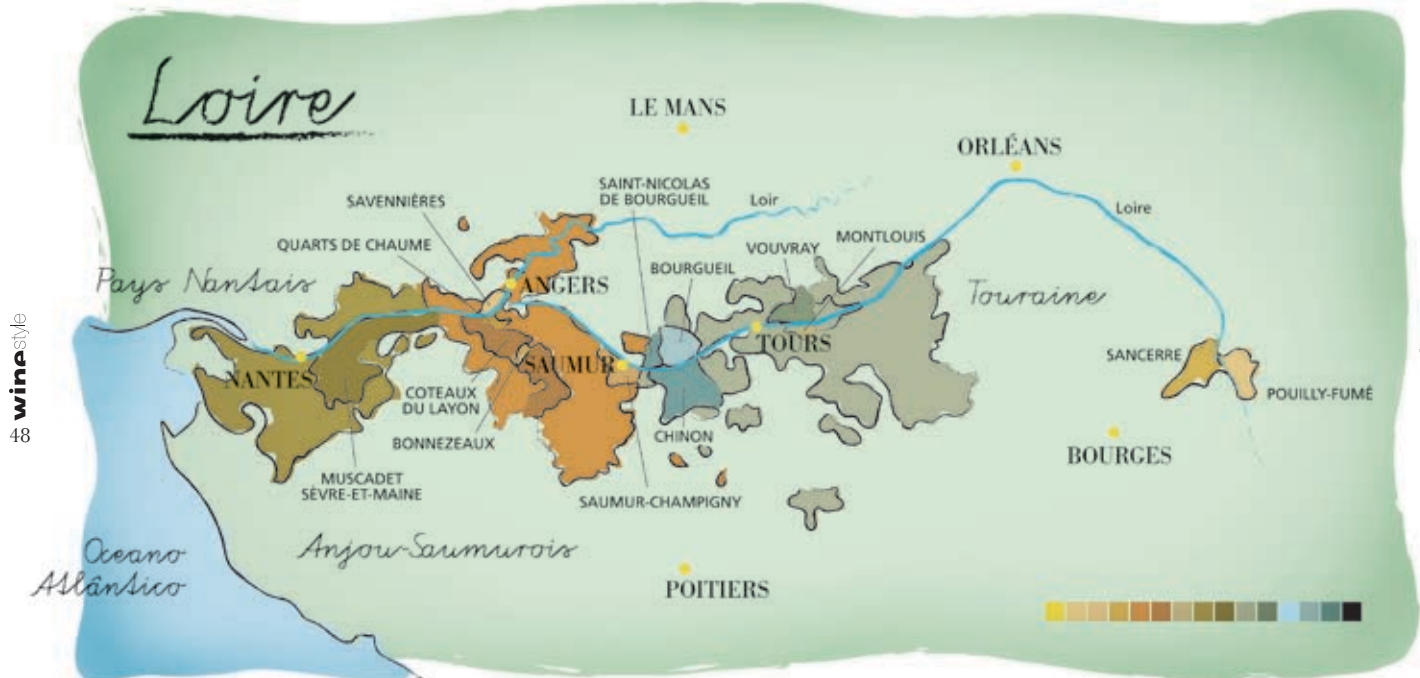 Loire
LE MANS
ORLÉANS
SAINT-NICOLAS
DE BOURGUEIL
SAVENNIÈRES
Loir
Loire
QUARTS DE CHAUME
VOUVRAY
MONTLOUIS
BOURGUEIL
Pays Nantais
ANGERS
Touraine
winestyle
48
TOURS
SANCERRE
SAUMUR
NANTES
POUILLY-FUMÉ
COTEAUX
DU LAYON
BONNEZEAUX
CHINON
BOURGES
MUSCADET
SÈVRE-ET-MAINE
SAUMUR-CHAMPIGNY
Anjou-Saumurois
Oceano
Atlântico
POITIERS